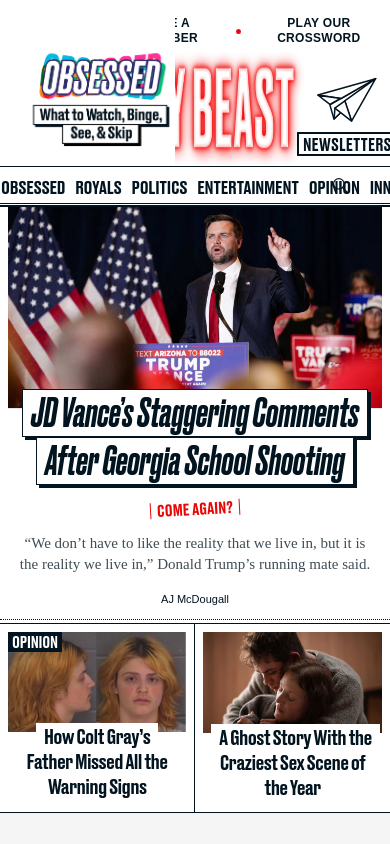 E A
BER
PLAY OUR
CROSSWORD
OBSESSED
What to Watch, Binge,
See, & Skip
Y BEAST
NEWSLETTERS
OBSESSED ROYALS POLITICS ENTERTAINMENT OPINION INN
TEXT ARIZONA TO 88022
TRUMP
VANCE
TRUMP
JD Vance’s Staggering Comments
After Georgia School Shooting
COME AGAIN?
“We don’t have to like the reality that we live in, but it is
the reality we live in,” Donald Trump’s running mate said.
AJ McDougall
OPINION
How Colt Gray’s
Father Missed All the
Warning Signs
A Ghost Story With the
Craziest Sex Scene of
the Year